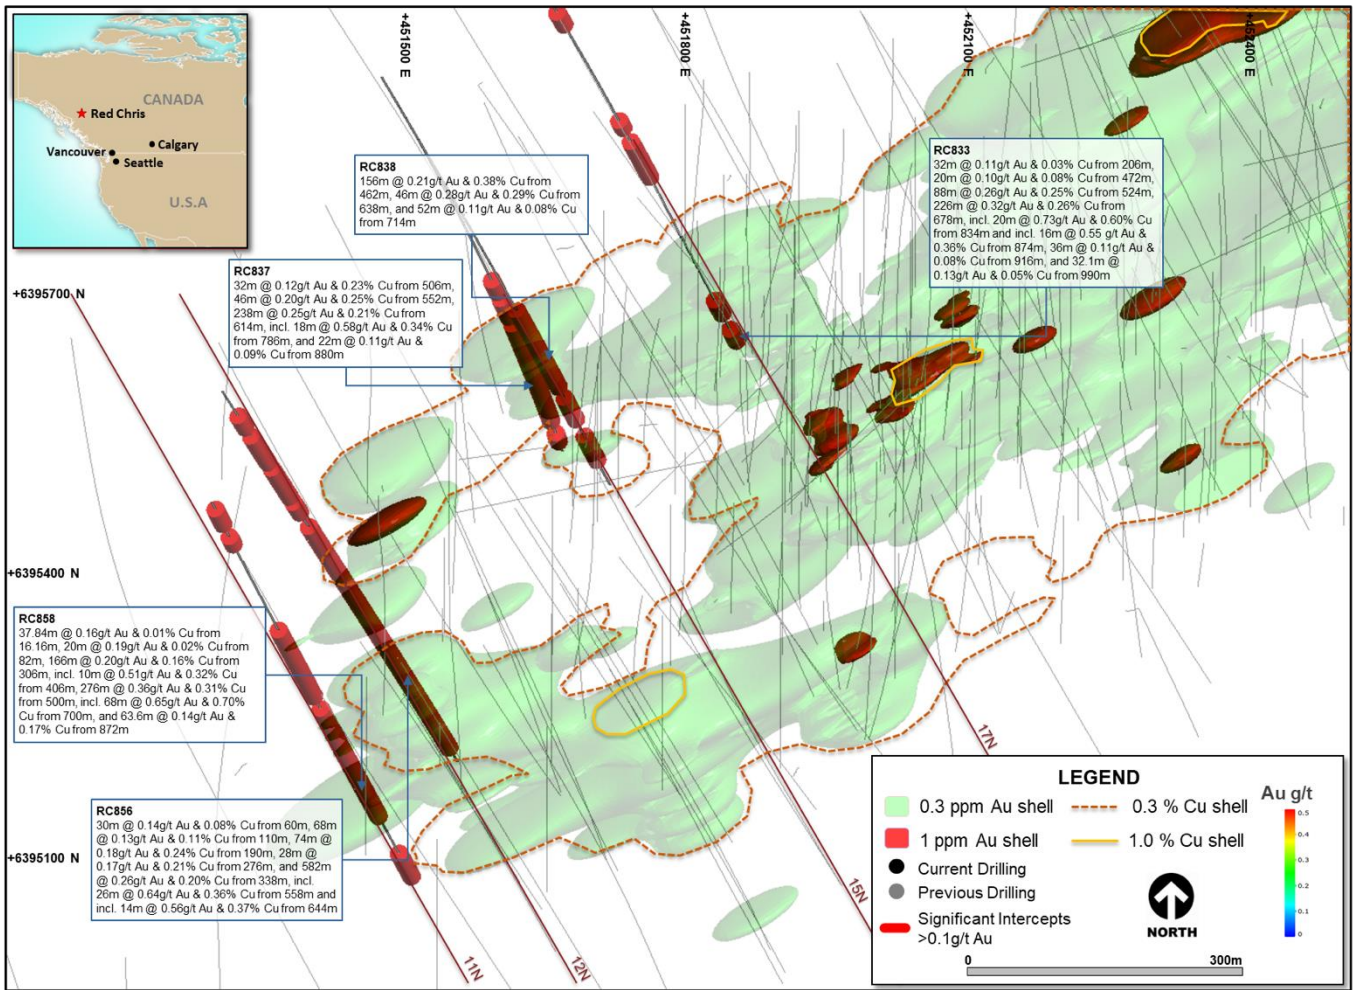 +451500 E
+451800 E
+452100 E
+452400 E
CANADA
Red Chris
Calgary
Vancouver
Seattle
U.S.A
RC838
156m @ 0.21g/t Au & 0.38% Cu from
462m, 46m @ 0.28g/t Au & 0.29% Cu from
638m, and 52m @ 0.11g/t Au & 0.08% Cu
from 714m
RC833
32m @ 0.11g/t Au & 0.03% Cu from 206m,
20m @ 0.10g/t Au & 0.08% Cu from 472m,
88m @ 0.26g/t Au & 0.25% Cu from 524m,
226m @ 0.32g/t Au & 0.26% Cu from
678m, incl. 20m @ 0.73g/t Au & 0.60% Cu
from 834m and incl. 16m @ 0.55 g/t Au &
0.36% Cu from 874m, 36m @ 0.11g/t Au &
0.08% Cu from 916m, and 32.1m @
0.13g/t Au & 0.05% Cu from 990m
RC837
32m @ 0.12g/t Au & 0.23% Cu from 506m,
46m @ 0.20g/t Au & 0.25% Cu from 552m,
238m @ 0.25g/t Au & 0.21% Cu from
614m, incl. 18m @ 0.58g/t Au & 0.34% Cu
from 786m, and 22m @ 0.11g/t Au &
0.09% Cu from 880m
+6395700 N
+6395400 N
RC858
37.84m @ 0.16g/t Au & 0.01% Cu from
16.16m, 20m @ 0.19g/t Au & 0.02% Cu from
82m, 166m @ 0.20g/t Au & 0.16% Cu from
306m, incl. 10m @ 0.51g/t Au & 0.32% Cu
from 406m, 276m @ 0.36g/t Au & 0.31% Cu
from 500m, incl. 68m @ 0.65g/t Au & 0.70%
Cu from 700m, and 63.6m @ 0.14g/t Au &
0.17% Cu from 872m
RC856
30m @ 0.14g/t Au & 0.08% Cu from 60m, 68m
@ 0.13g/t Au & 0.11% Cu from 110m, 74m @
0.18g/t Au & 0.24% Cu from 190m, 28m @
0.17g/t Au & 0.21% Cu from 276m, and 582m
@ 0.26g/t Au & 0.20% Cu from 338m, incl.
26m @ 0.64g/t Au & 0.36% Cu from 558m and
incl. 14m @ 0.56g/t Au & 0.37% Cu from 644m
+6395100 N
11N
12N
15N
17N
LEGEND
0.3 ppm Au shell
0.3 % Cu shell
1 ppm Au shell
1.0 % Cu shell
Current Drilling
Previous Drilling
Significant Intercepts
>0.1g/t Au
Au g/t
0.5
0.4
0.3
0.2
0.1
0
NORTH
0
300m